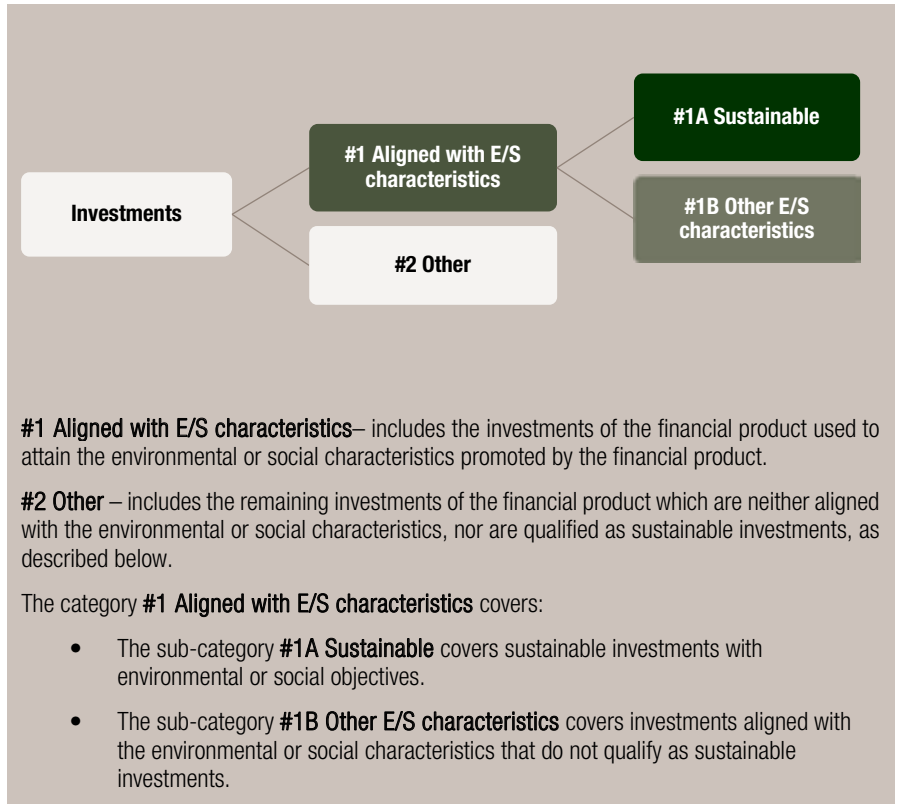 #1A Sustainable
#1 Aligned with E/S
characteristics
Investments
#1B Other E/S
characteristics
#2 Other
#1 Aligned with E/S characteristics– includes the investments of the financial product used to
attain the environmental or social characteristics promoted by the financial product.
#2 Other – includes the remaining investments of the financial product which are neither aligned
with the environmental or social characteristics, nor are qualified as sustainable investments, as
described below.
The category #1 Aligned with E/S characteristics covers:
• The sub-category #1A Sustainable covers sustainable investments with
environmental or social objectives.
• The sub-category #1B Other E/S characteristics covers investments aligned with
the environmental or social characteristics that do not qualify as sustainable
investments.